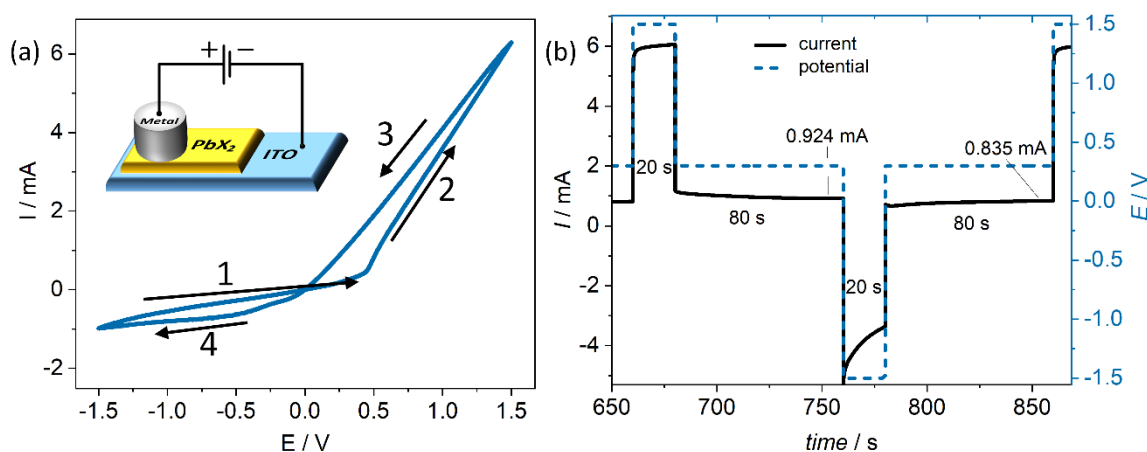 (a)
I / mA
6
4
2
0
-2
-1.5
-1.0
-0.5
0.0
0.5
1.0
1.5
E / V
+ −
Metal
PbX₂
ITO
1
2
3
4
(b)
current
potential
I / mA
6
4
2
0
-2
-4
0.924 mA
0.835 mA
20 s
80 s
20 s
80 s
650
700
750
800
850
time / s
1.5
1.0
0.5
0.0
-0.5
-1.0
-1.5
E / V